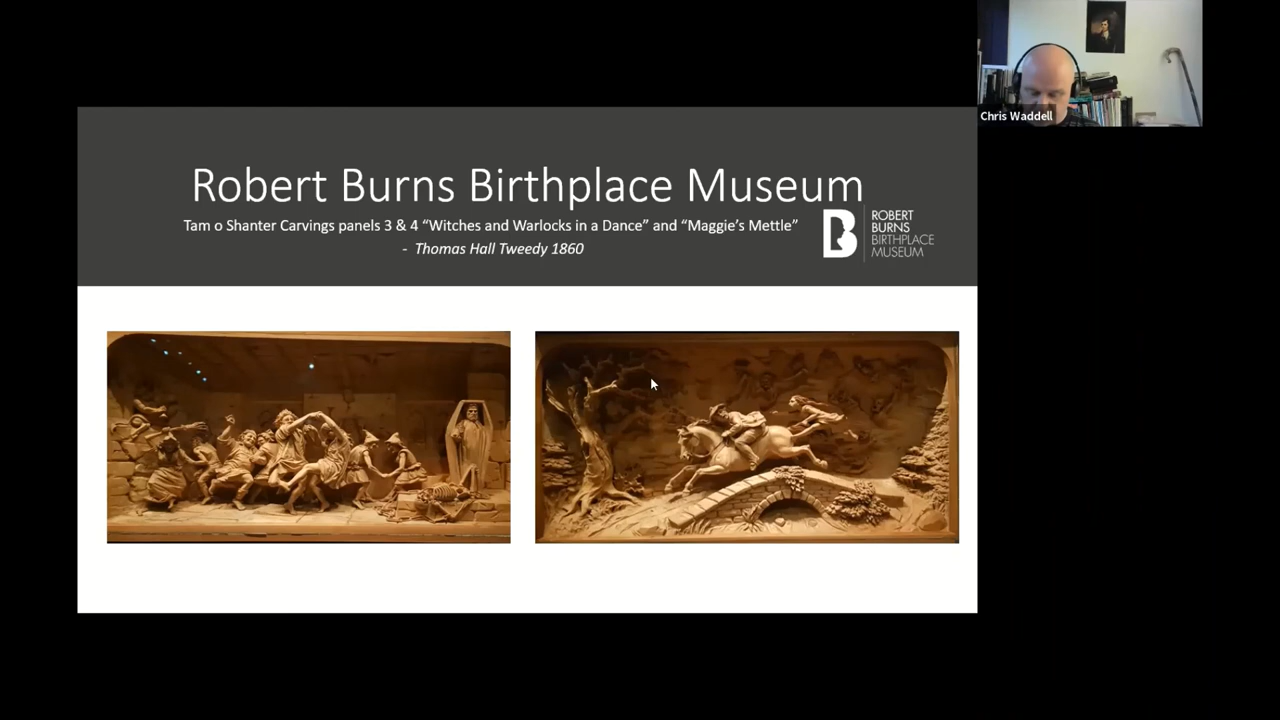 Robert Burns Birthplace Museum
Tam o Shanter Carvings panels 3 & 4 “Witches and Warlocks in a Dance” and “Maggie’s Mettle”
- Thomas Hall Tweedy 1860
ROBERT
BURNS
BIRTHPLACE
MUSEUM
Chris Waddell